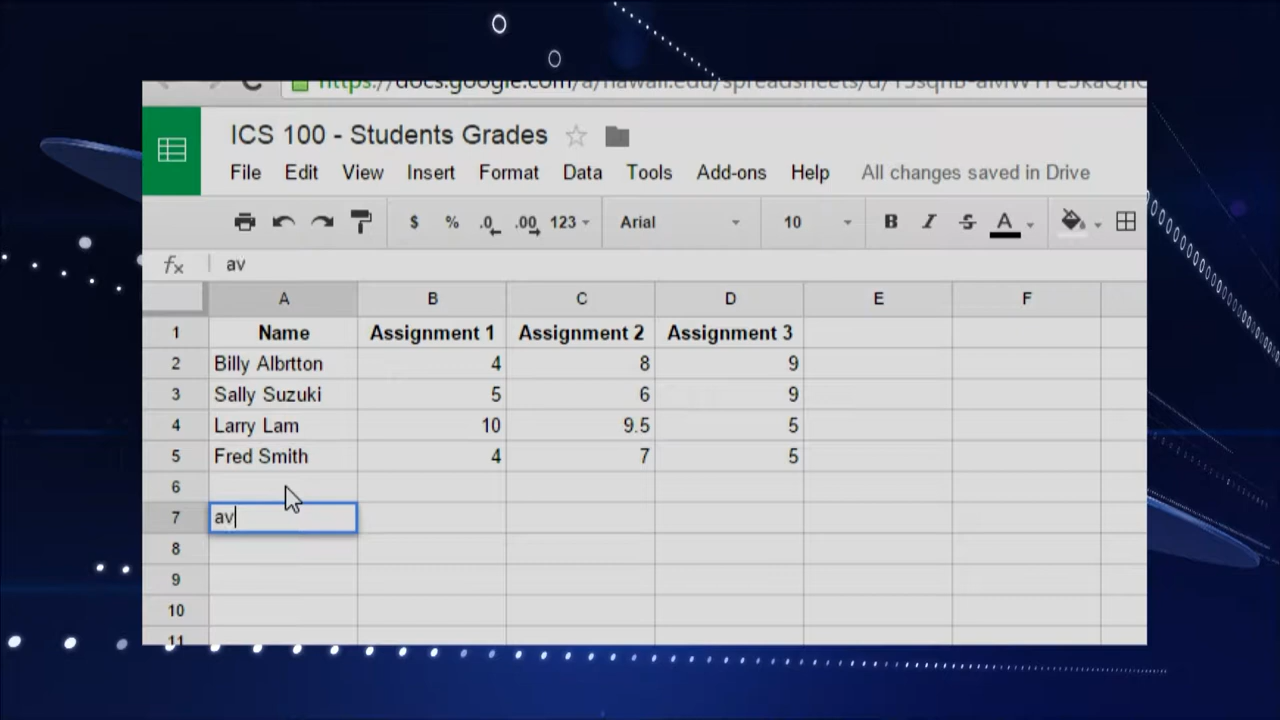 https://docs.google.com/a/hawaii.edu/spreadsheets/d/
ICS 100 - Students Grades
File Edit View Insert Format Data Tools Add-ons Help All changes saved in Drive
$ % .0 .00 123 Arial 10 B I S A
fx av
A B C D E F
1 Name Assignment 1 Assignment 2 Assignment 3
2 Billy Albrtton 4 8 9
3 Sally Suzuki 5 6 9
4 Larry Lam 10 9.5 5
5 Fred Smith 4 7 5
6
7 av
8
9
10
11